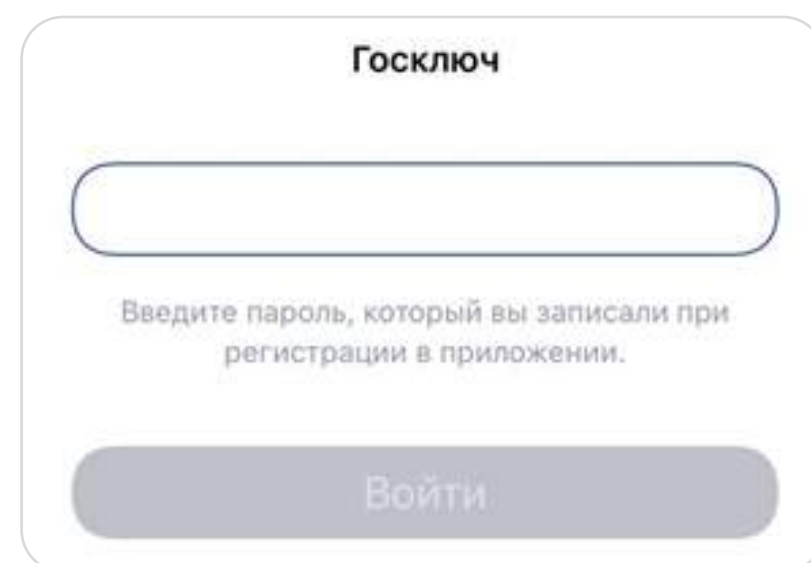 Госключ
Введите пароль, который вы записали при
регистрации в приложении.
Войти